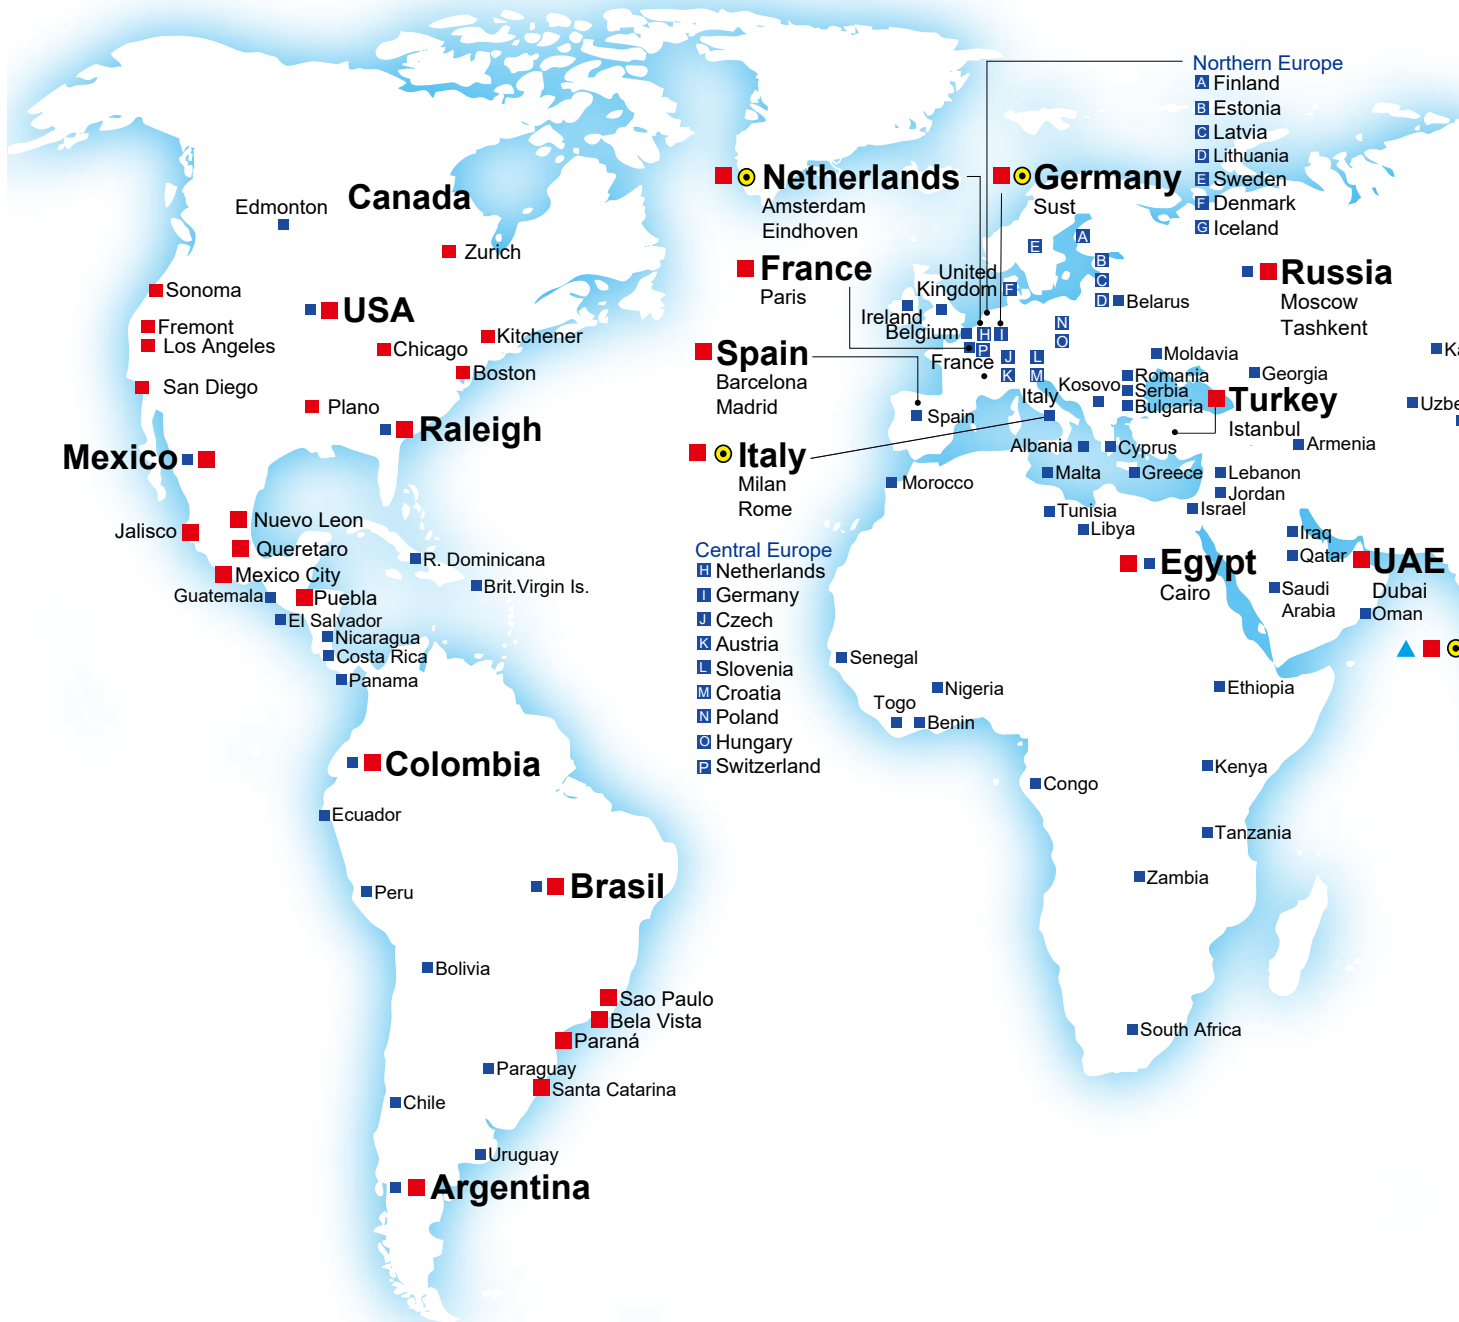 Northern Europe
A Finland
B Estonia
C Latvia
D Lithuania
E Sweden
F Denmark
G Iceland
Netherlands
Amsterdam
Eindhoven
Germany
Sust
Canada
Edmonton
Zurich
Sonoma
USA
Fremont
Los Angeles
Kitchener
Chicago
Boston
San Diego
Plano
Raleigh
Mexico
Jalisco
Nuevo Leon
Queretaro
Mexico City
Guatemala
Puebla
El Salvador
Nicaragua
Costa Rica
Panama
R. Dominicana
Brit.Virgin Is.
France
Paris
Spain
Barcelona
Madrid
Italy
Milan
Rome
Central Europe
H Netherlands
I Germany
J Czech
K Austria
L Slovenia
M Croatia
N Poland
O Hungary
P Switzerland
E
A
B
C
D
F
N
O
H
I
P
J
L
K
M
United
Kingdom
Ireland
Belgium
France
Belarus
Russia
Moscow
Tashkent
Moldavia
Romania
Serbia
Bulgaria
Kosovo
Italy
Spain
Georgia
Turkey
Istanbul
Armenia
Albania
Cyprus
Malta
Greece
Lebanon
Jordan
Israel
Morocco
Tunisia
Libya
Iraq
Qatar
UAE
Dubai
Egypt
Cairo
Saudi
Arabia
Oman
Ka
Uzbe
Senegal
Nigeria
Togo
Benin
Ethiopia
Kenya
Congo
Tanzania
Zambia
South Africa
Colombia
Ecuador
Peru
Brasil
Bolivia
Sao Paulo
Bela Vista
Paraná
Paraguay
Santa Catarina
Chile
Uruguay
Argentina